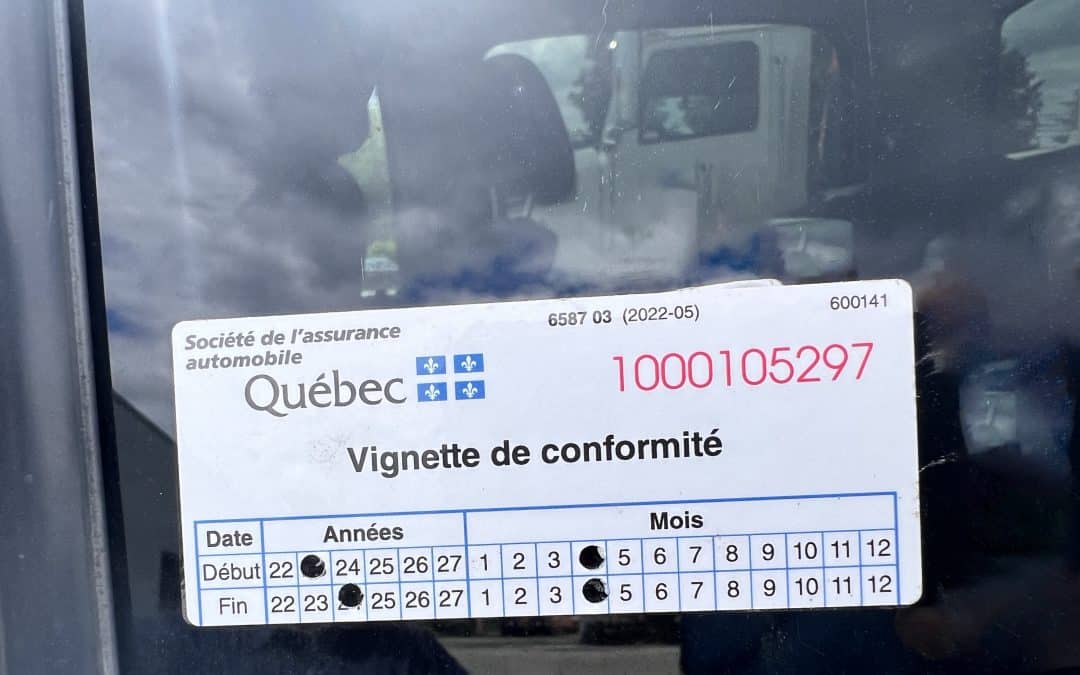 Société de l'assurance
automobile
Québec
6587 03 (2022-05)
600141
1000105297
Vignette de conformité
Date Années Mois
Début 22 24 25 26 27 1 2 3 5 6 7 8 9 10 11 12
Fin 22 23 25 26 27 1 2 3 5 6 7 8 9 10 11 12